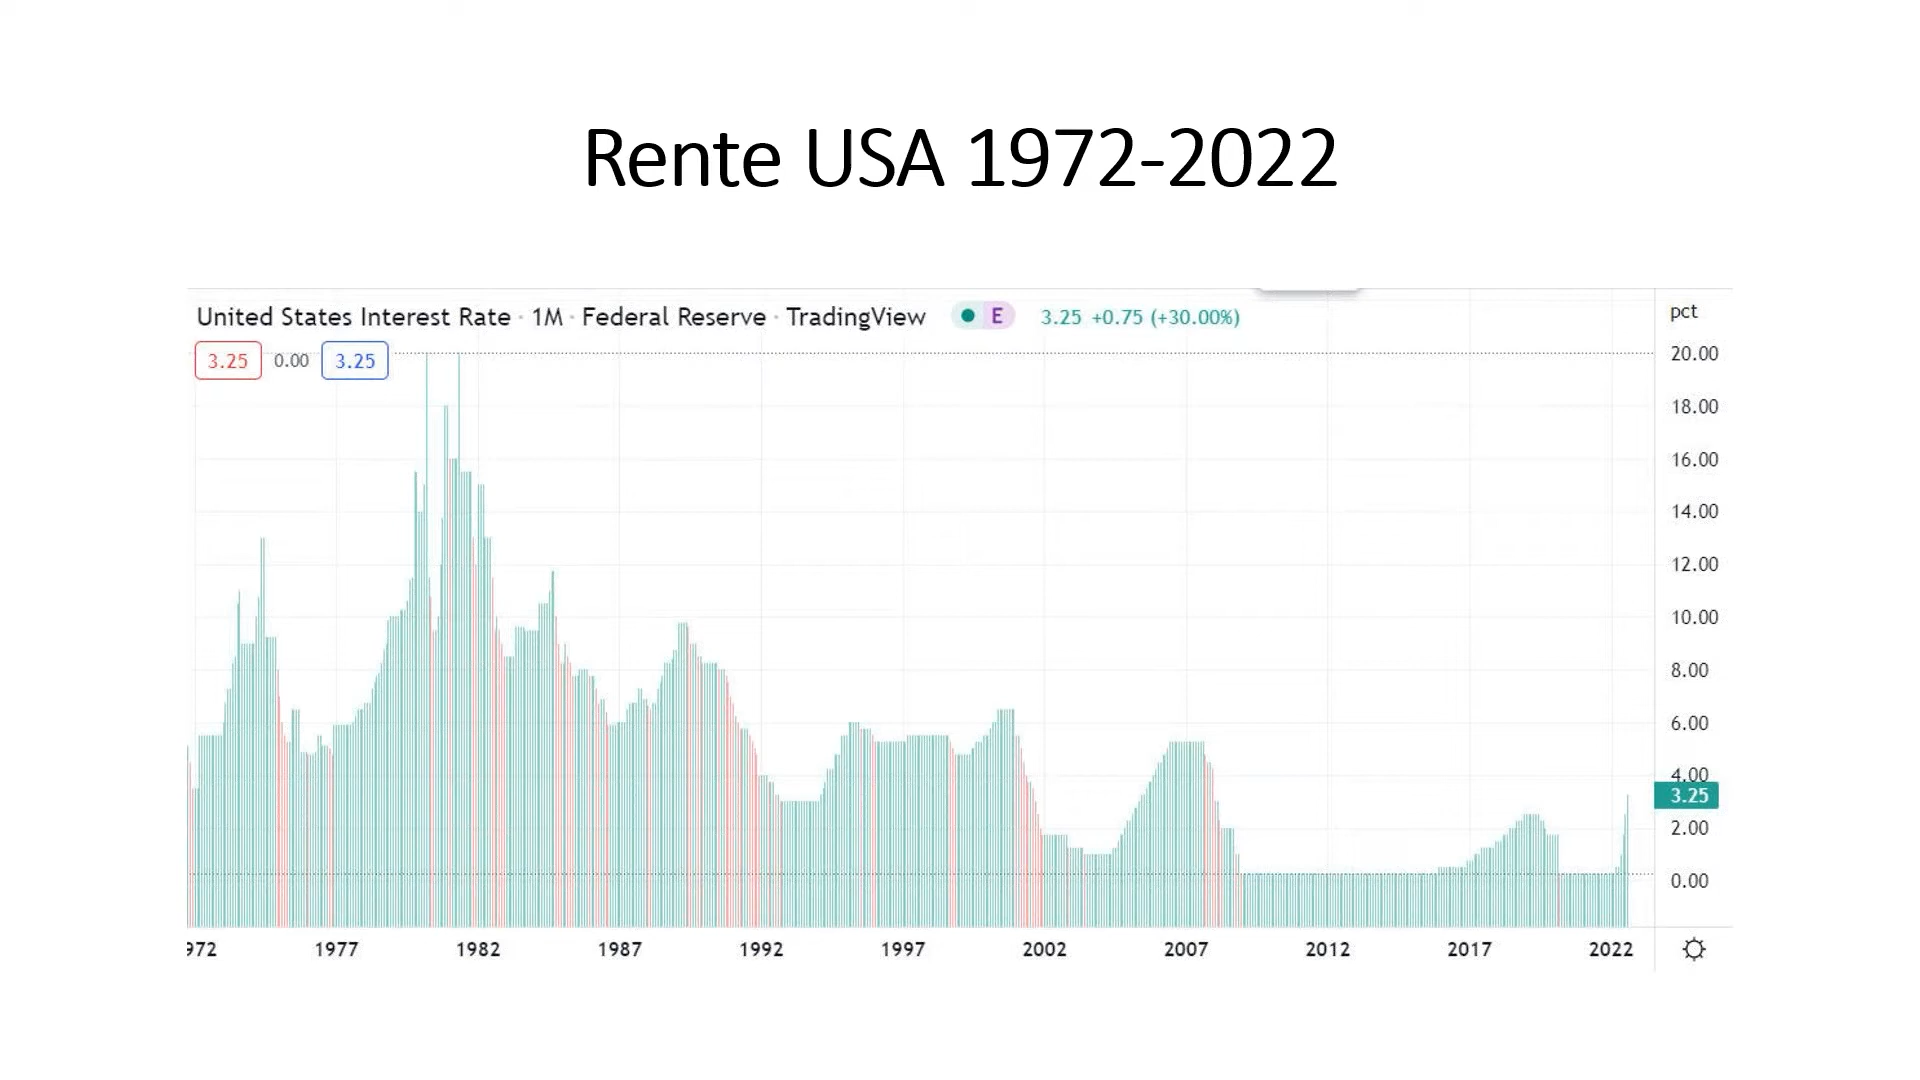 Rente USA 1972-2022
United States Interest Rate · 1M · Federal Reserve · TradingView E 3.25 +0.75 (+30.00%)
pct
3.25 0.00 3.25
20.00
18.00
16.00
14.00
12.00
10.00
8.00
6.00
4.00
3.25
2.00
0.00
972 1977 1982 1987 1992 1997 2002 2007 2012 2017 2022